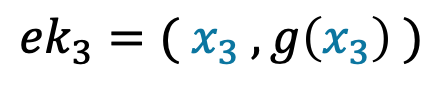 ek₃ = ( x₃ , g(x₃) )